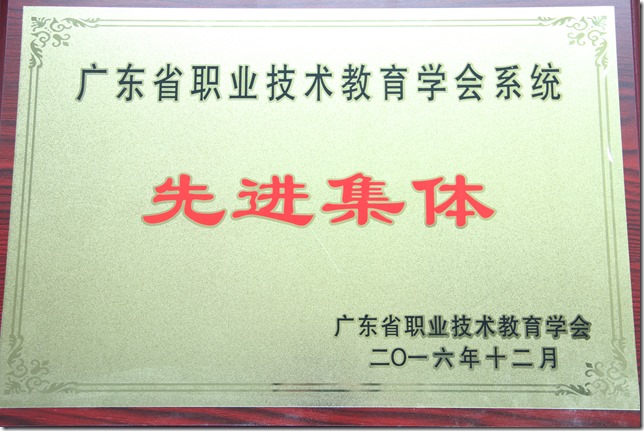 广东省职业技术教育学会系统
先进集体
广东省职业技术教育学会
二〇一六年十二月